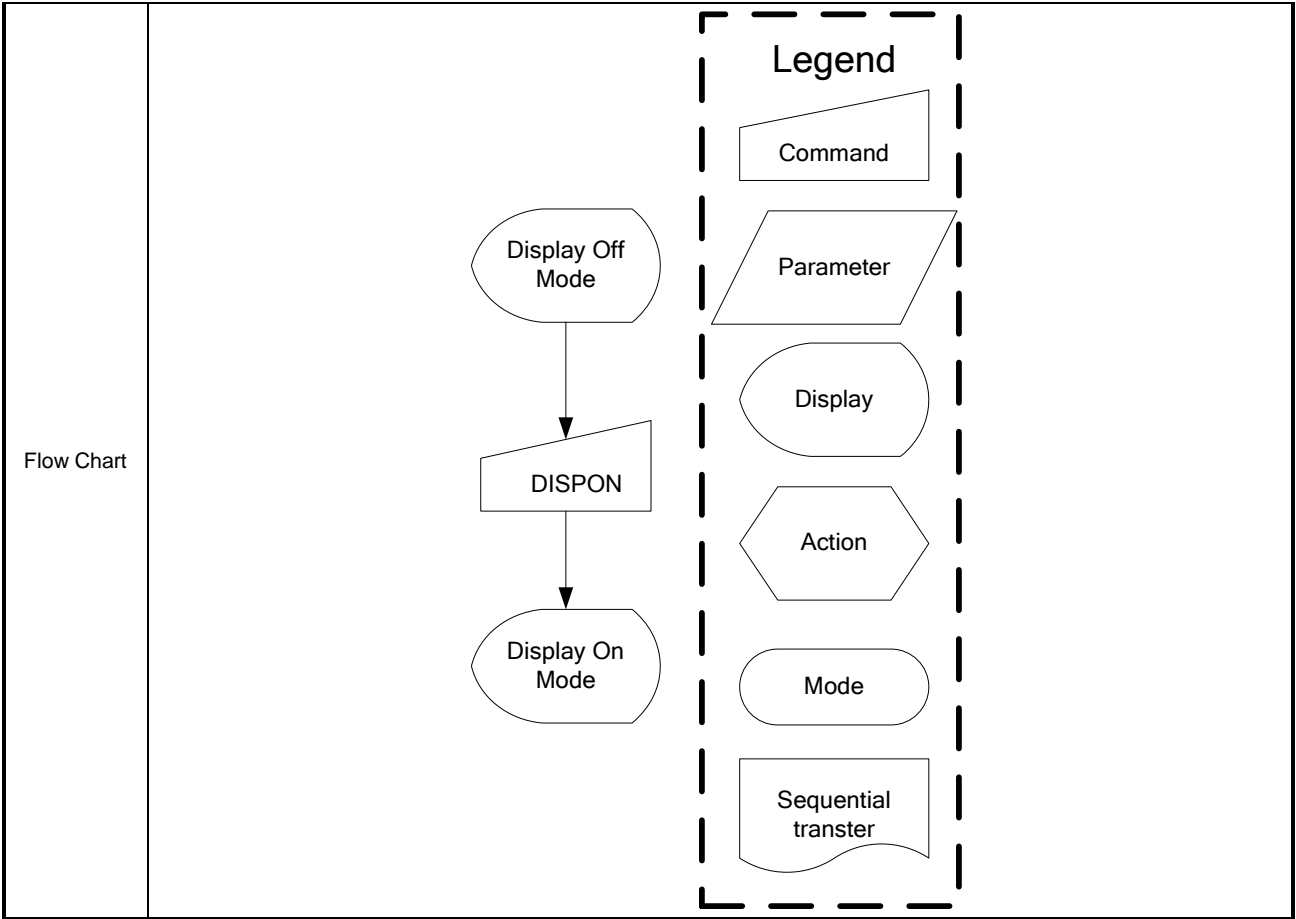 Flow Chart
Display Off
Mode
DISPON
Display On
Mode
Legend
Command
Parameter
Display
Action
Mode
Sequential
transter